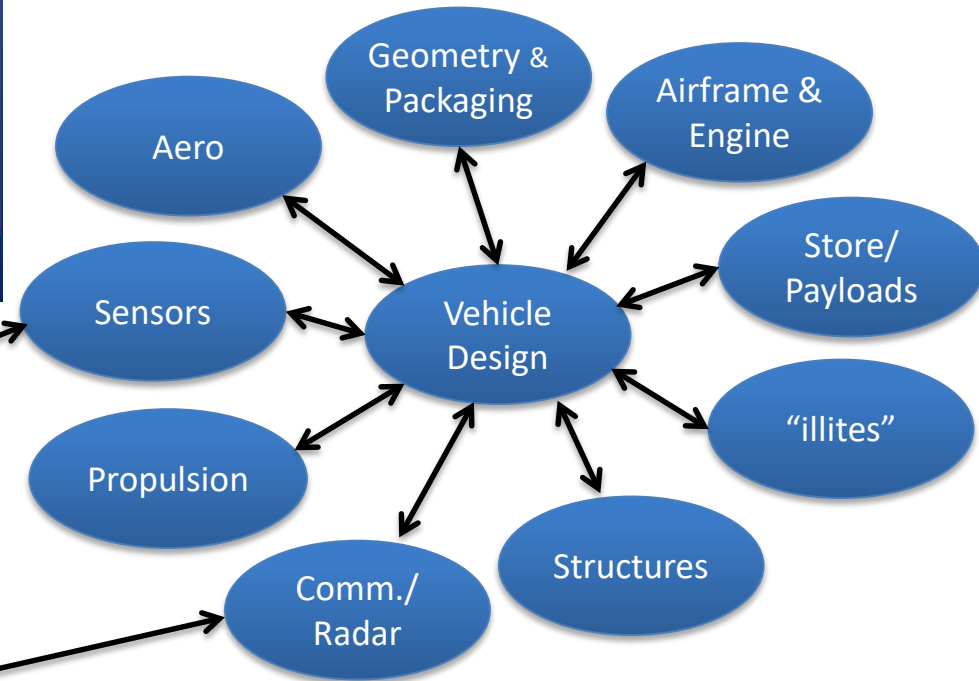 Geometry &
Packaging
Airframe &
Engine
Aero
Store/
Payloads
Sensors
Vehicle
Design
“illites”
Propulsion
Structures
Comm./
Radar